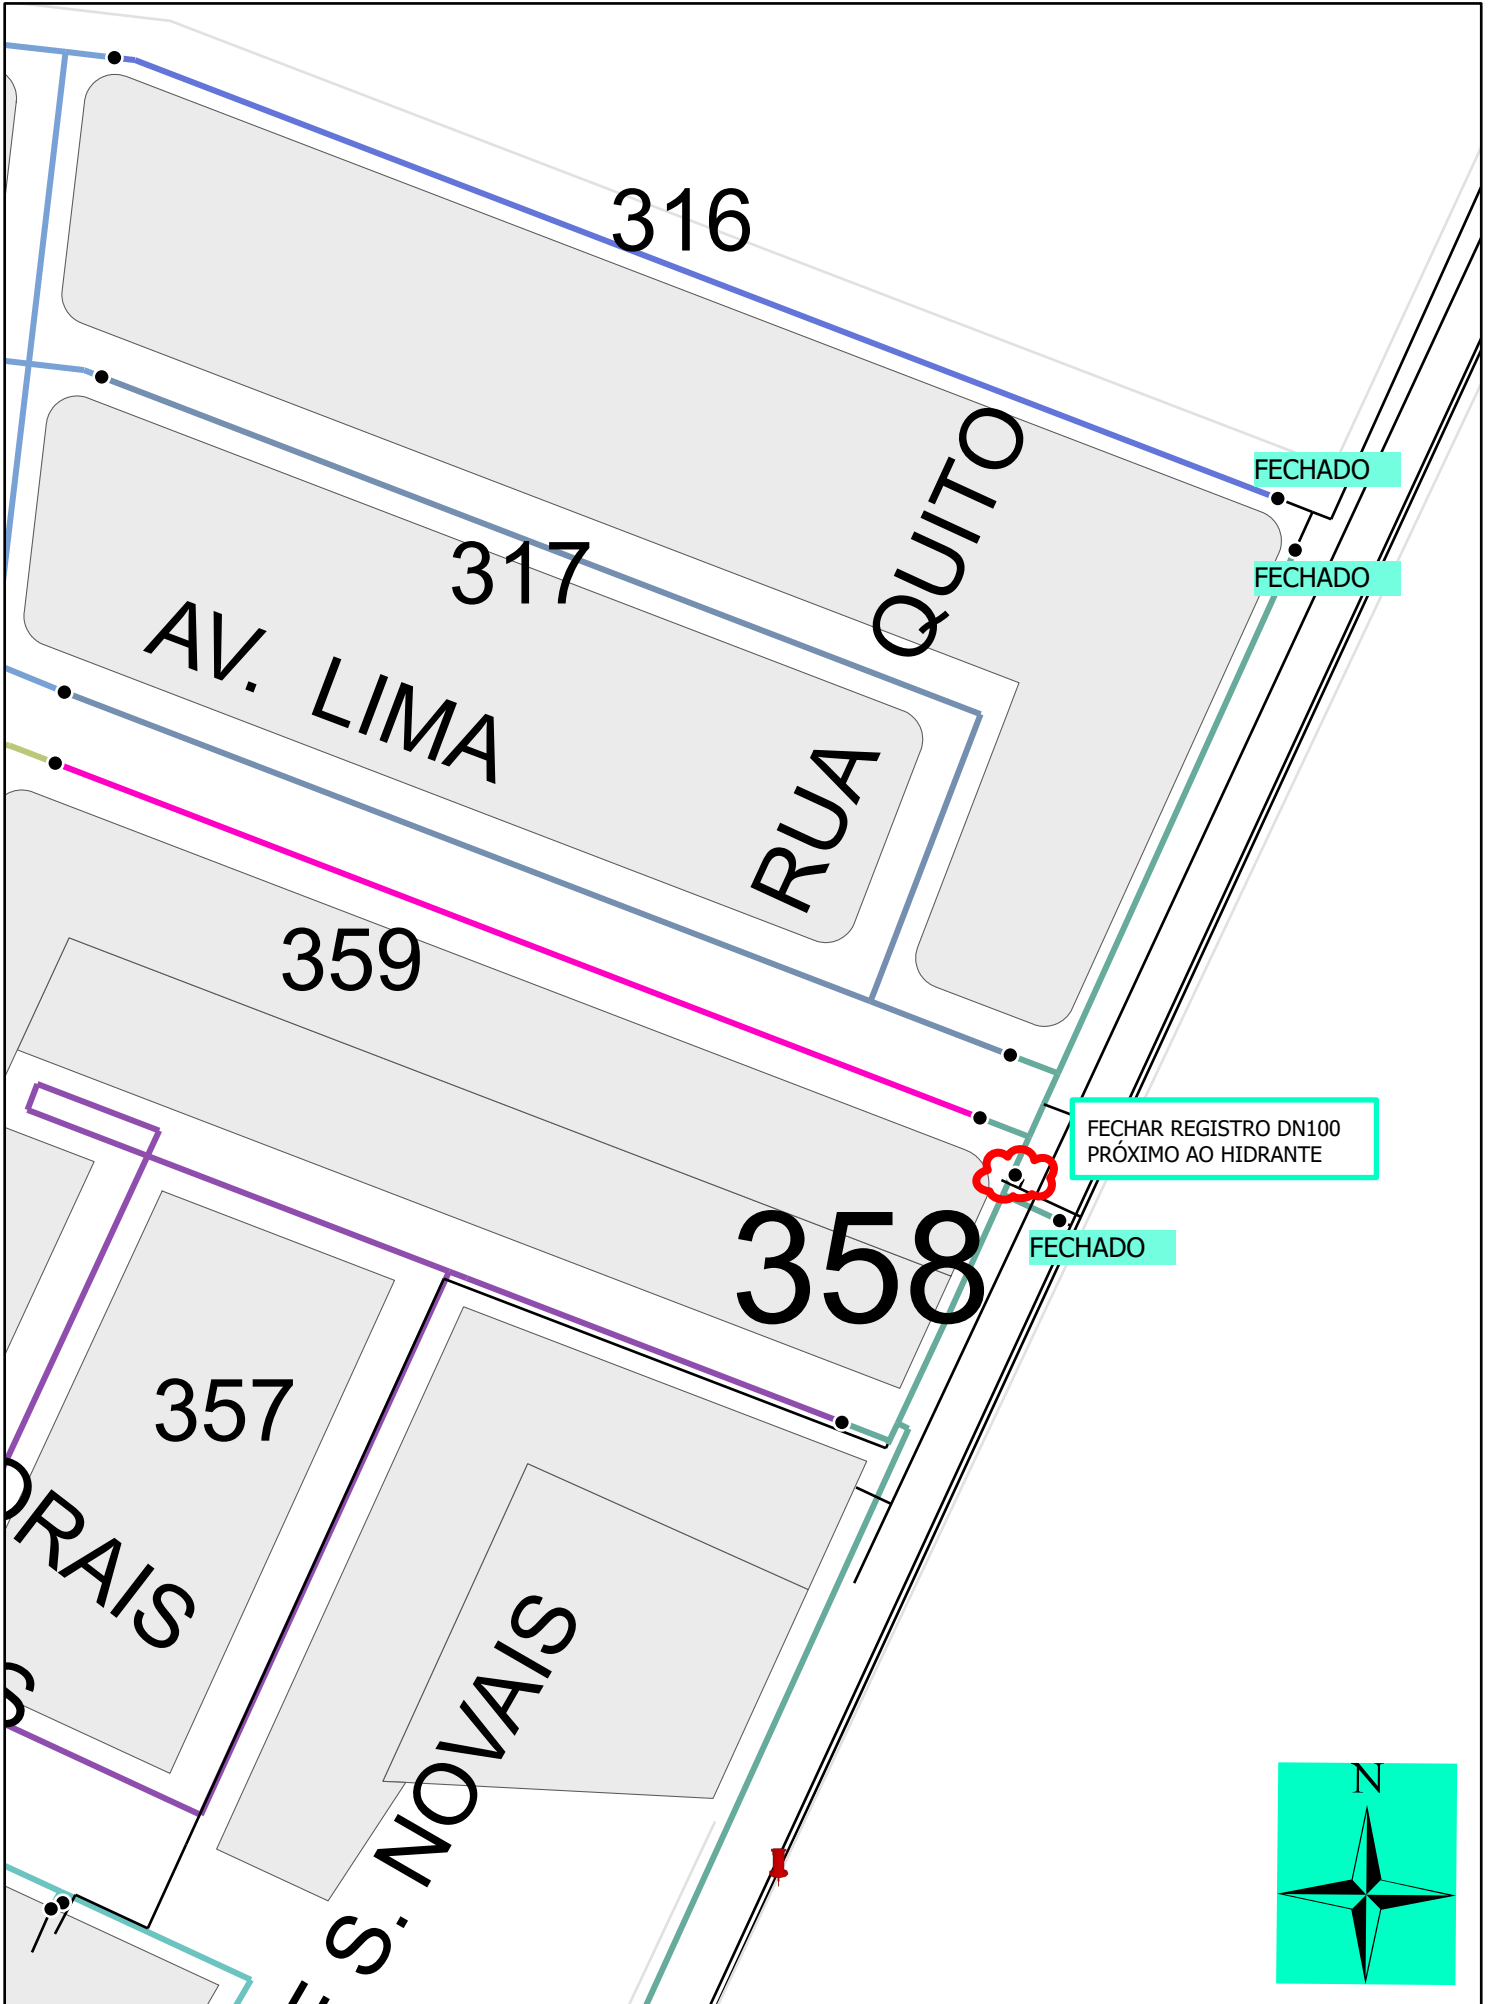 316
QUITO
FECHADO
317
FECHADO
AV. LIMA
RUA
359
FECHAR REGISTRO DN100
PRÓXIMO AO HIDRANTE
358
FECHADO
357
ORAIS
S
S. NOVAIS
N